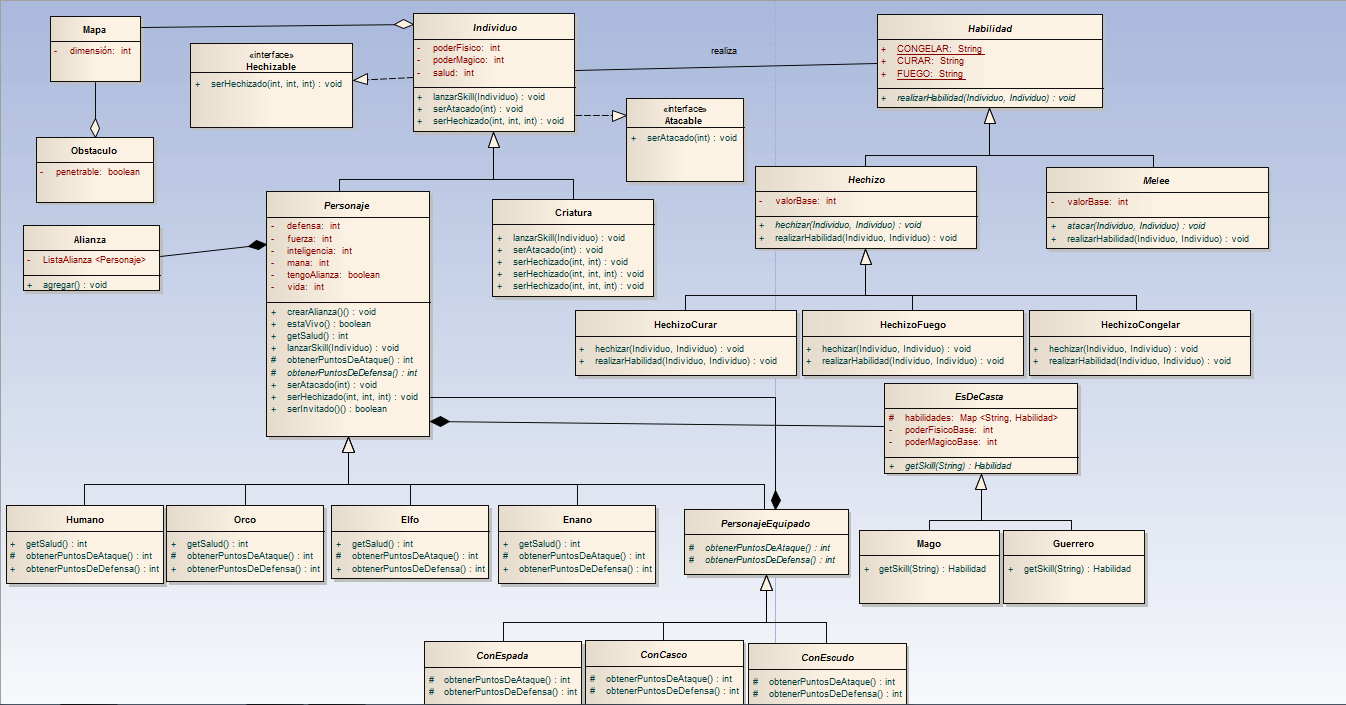 Mapa
- dimensión: int
«interface»
Hechizable
+ serHechizado(int, int, int) : void
Individuo
- poderFisico: int
- poderMagico: int
- salud: int
+ lanzarSkill(Individuo) : void
+ serAtacado(int) : void
+ serHechizado(int, int, int) : void
realiza
Habilidad
+ CONGELAR: String
+ CURAR: String
+ FUEGO: String
+ realizarHabilidad(Individuo, Individuo) : void
«interface»
Atacable
+ serAtacado(int) : void
Obstaculo
- penetrable: boolean
Hechizo
- valorBase: int
+ hechizar(Individuo, Individuo) : void
+ realizarHabilidad(Individuo, Individuo) : void
Melee
- valorBase: int
+ atacar(Individuo, Individuo) : void
+ realizarHabilidad(Individuo, Individuo) : void
Alianza
- ListaAlianza <Personaje>
+ agregar() : void
Personaje
- defensa: int
- fuerza: int
- inteligencia: int
- mana: int
- tengoAlianza: boolean
- vida: int
+ crearAlianza()() : void
+ estaVivo() : boolean
+ getSalud() : int
+ lanzarSkill(Individuo) : void
# obtenerPuntosDeAtaque() : int
# obtenerPuntosDeDefensa() : int
+ serAtacado(int) : void
+ serHechizado(int, int, int) : void
+ serInvitado()() : boolean
Criatura
+ lanzarSkill(Individuo) : void
+ serAtacado(int) : void
+ serHechizado(int, int) : void
+ serHechizado(int, int, int) : void
+ serHechizado(int, int, int) : void
HechizoCurar
+ hechizar(Individuo, Individuo) : void
+ realizarHabilidad(Individuo, Individuo) : void
HechizoFuego
+ hechizar(Individuo, Individuo) : void
+ realizarHabilidad(Individuo, Individuo) : void
HechizoCongelar
+ hechizar(Individuo, Individuo) : void
+ realizarHabilidad(Individuo, Individuo) : void
EsDeCasta
# habilidades: Map <String, Habilidad>
- poderFisicoBase: int
- poderMagicoBase: int
+ getSkill(String) : Habilidad
Humano
+ getSalud() : int
# obtenerPuntosDeAtaque() : int
+ obtenerPuntosDeDefensa() : int
Orco
+ getSalud() : int
# obtenerPuntosDeAtaque() : int
+ obtenerPuntosDeDefensa() : int
Elfo
+ getSalud() : int
# obtenerPuntosDeAtaque() : int
+ obtenerPuntosDeDefensa() : int
Enano
+ getSalud() : int
# obtenerPuntosDeAtaque() : int
+ obtenerPuntosDeDefensa() : int
PersonajeEquipado
# obtenerPuntosDeAtaque() : int
# obtenerPuntosDeDefensa() : int
Mago
+ getSkill(String) : Habilidad
Guerrero
+ getSkill(String) : Habilidad
ConEspada
# obtenerPuntosDeAtaque() : int
# obtenerPuntosDeDefensa() : int
ConCasco
# obtenerPuntosDeAtaque() : int
# obtenerPuntosDeDefensa() : int
ConEscudo
# obtenerPuntosDeAtaque() : int
# obtenerPuntosDeDefensa() : int